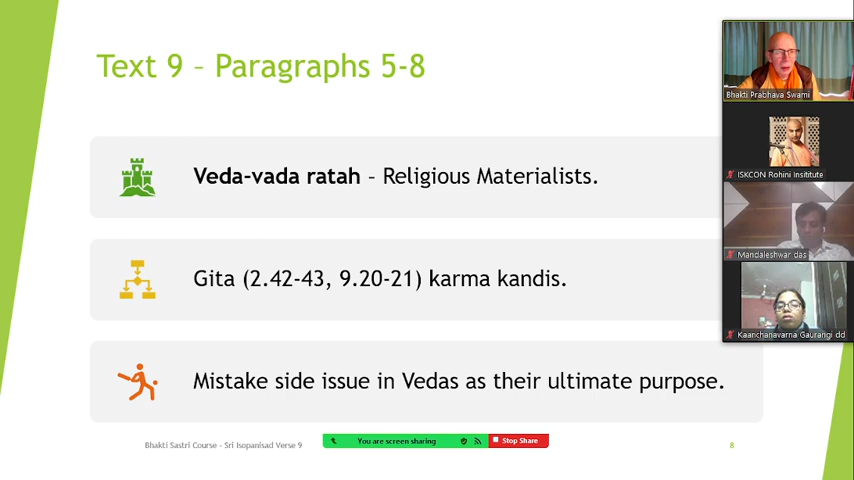 Text 9 – Paragraphs 5-8
Veda-vada ratah – Religious Materialists.
Gita (2.42-43, 9.20-21) karma kandis.
Mistake side issue in Vedas as their ultimate purpose.
Bhakti Sastri Course - Sri Isopanisad Verse 9
You are screen sharing
Stop Share
8
Bhakti Prabhava Swami
ISKCON Rohini Insititute
Mandaleshwar das
Kaanchanavarna Gaurangi dd